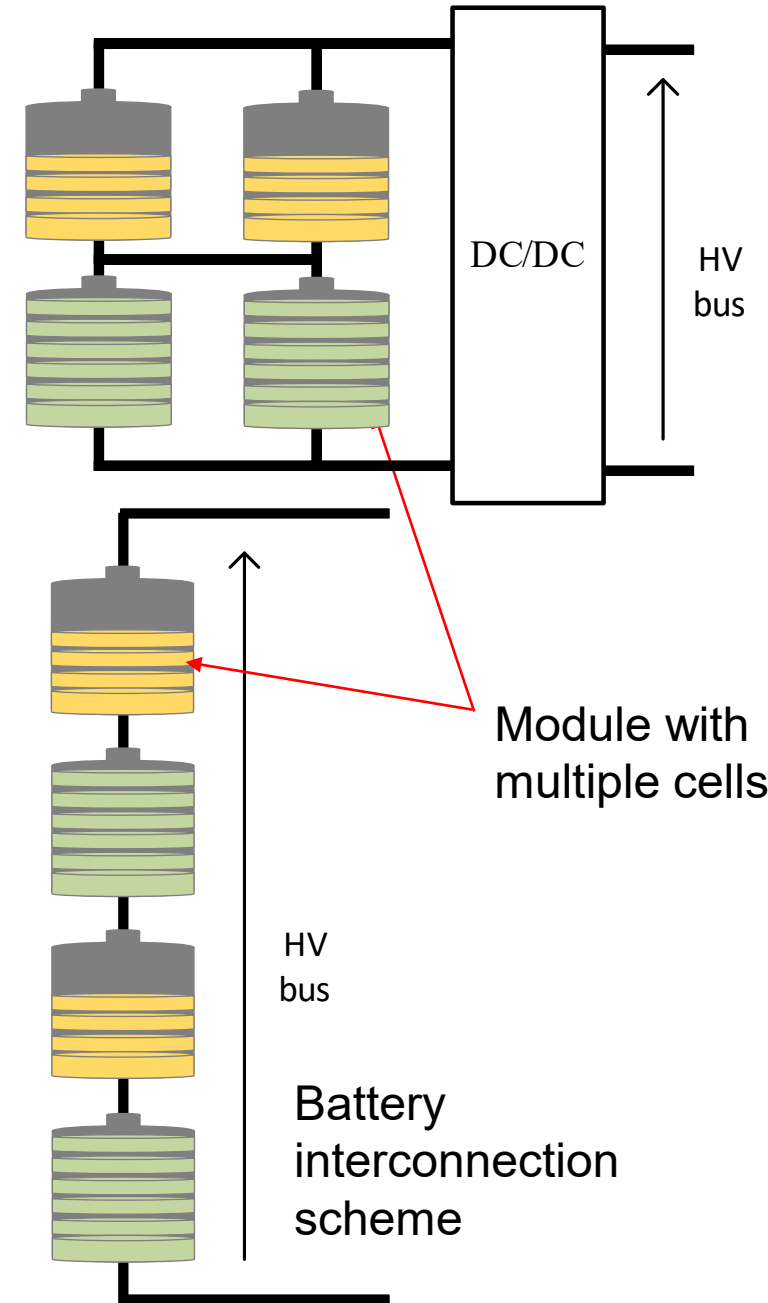 DC/DC
HV
bus
Module with
multiple cells
HV
bus
Battery
interconnection
scheme